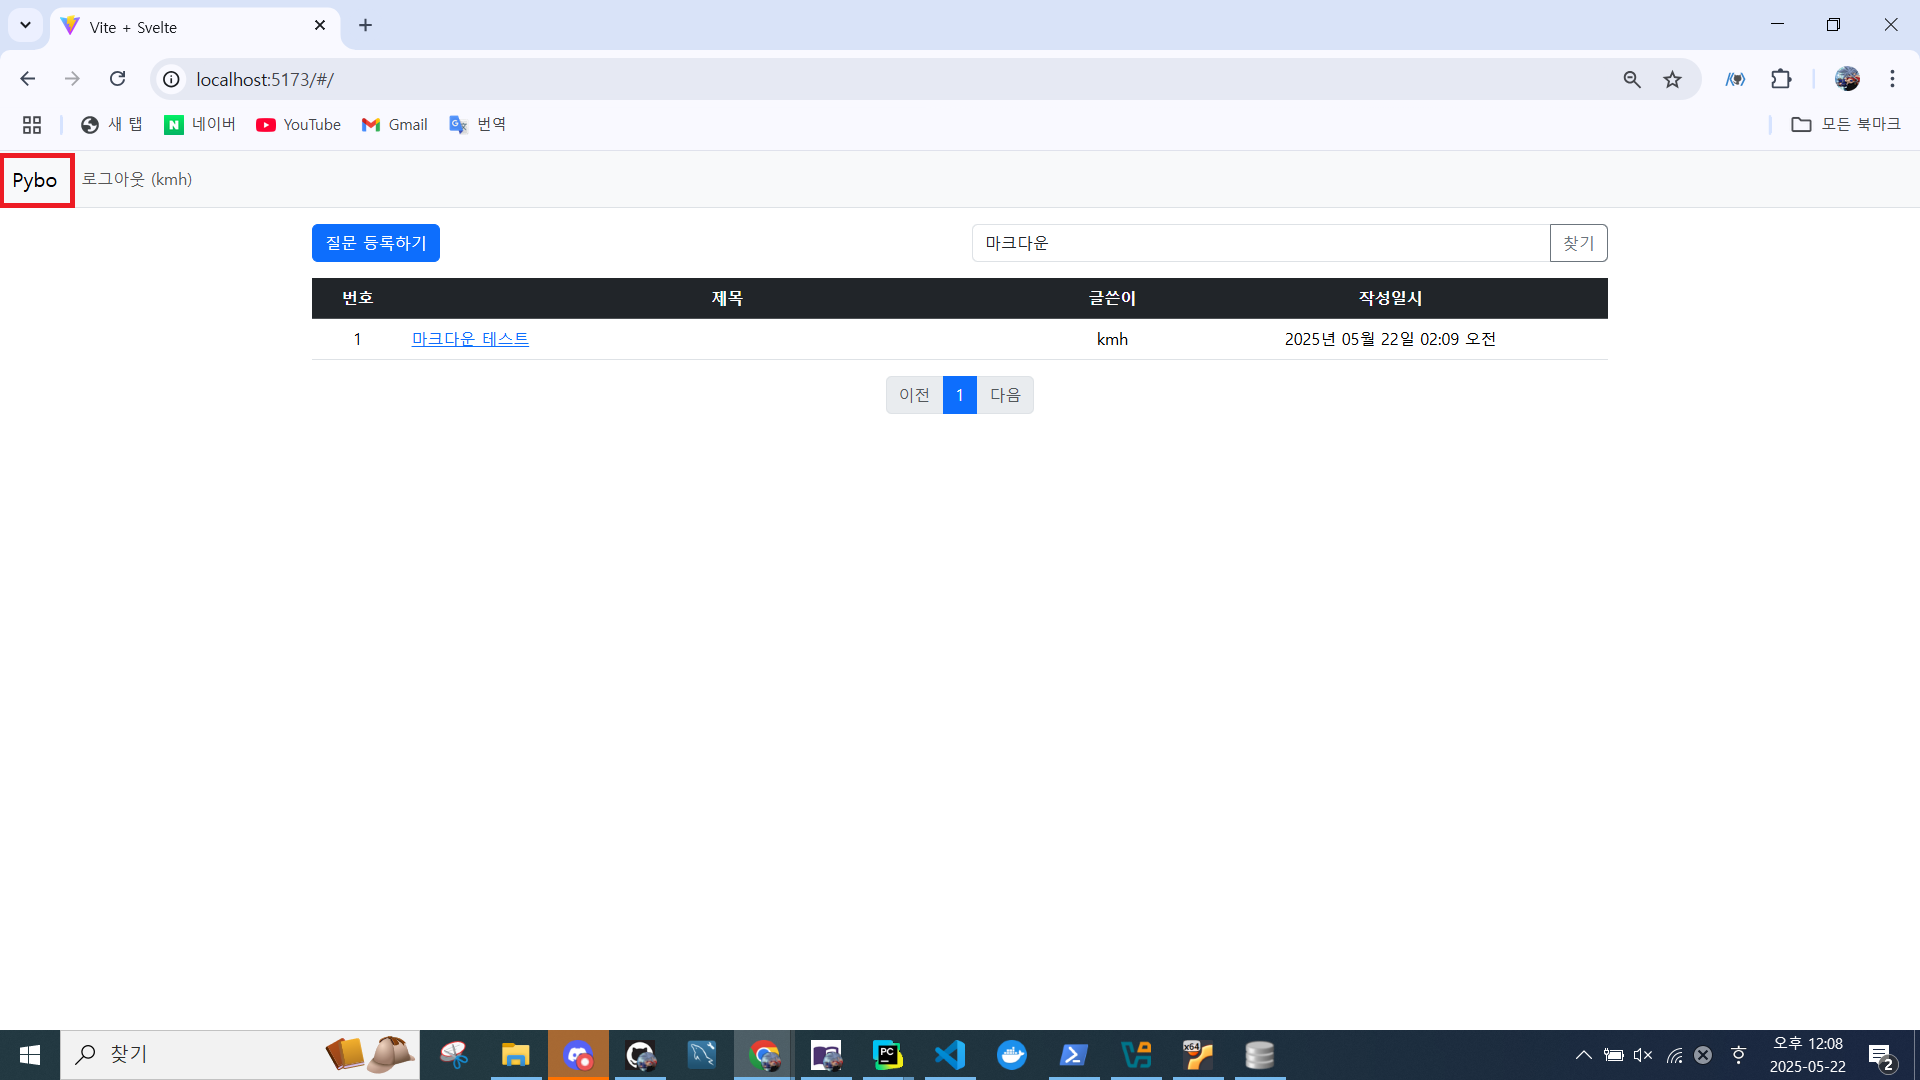 Vite + Svelte
localhost:5173/#/
새 탭 네이버 YouTube Gmail 번역 모든 북마크
Pybo 로그아웃 (kmh)
질문 등록하기 마크다운 찾기
번호 제목 글쓴이 작성일시
1 마크다운 테스트 kmh 2025년 05월 22일 02:09 오전
이전 1 다음
찾기 오후 12:08
2025-05-22 2